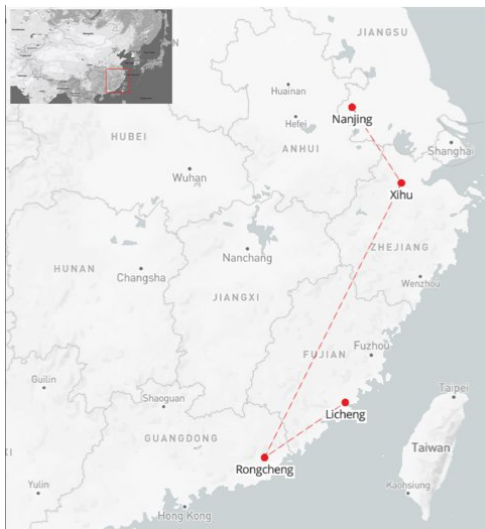 JIANGSU
Huainan
Nanjing
Hefei
ANHUI
HUBEI
Shanghai
Wuhan
Xihu
ZHEJIANG
Nanchang
HUNAN
Changsha
Wenzhou
JIANGXI
Fuzhou
FUJIAN
Guilin
Taipei
Shaoguan
Licheng
GUANGDONG
Taiwan
Rongcheng
Kaohsiung
Yulin
Hong Kong